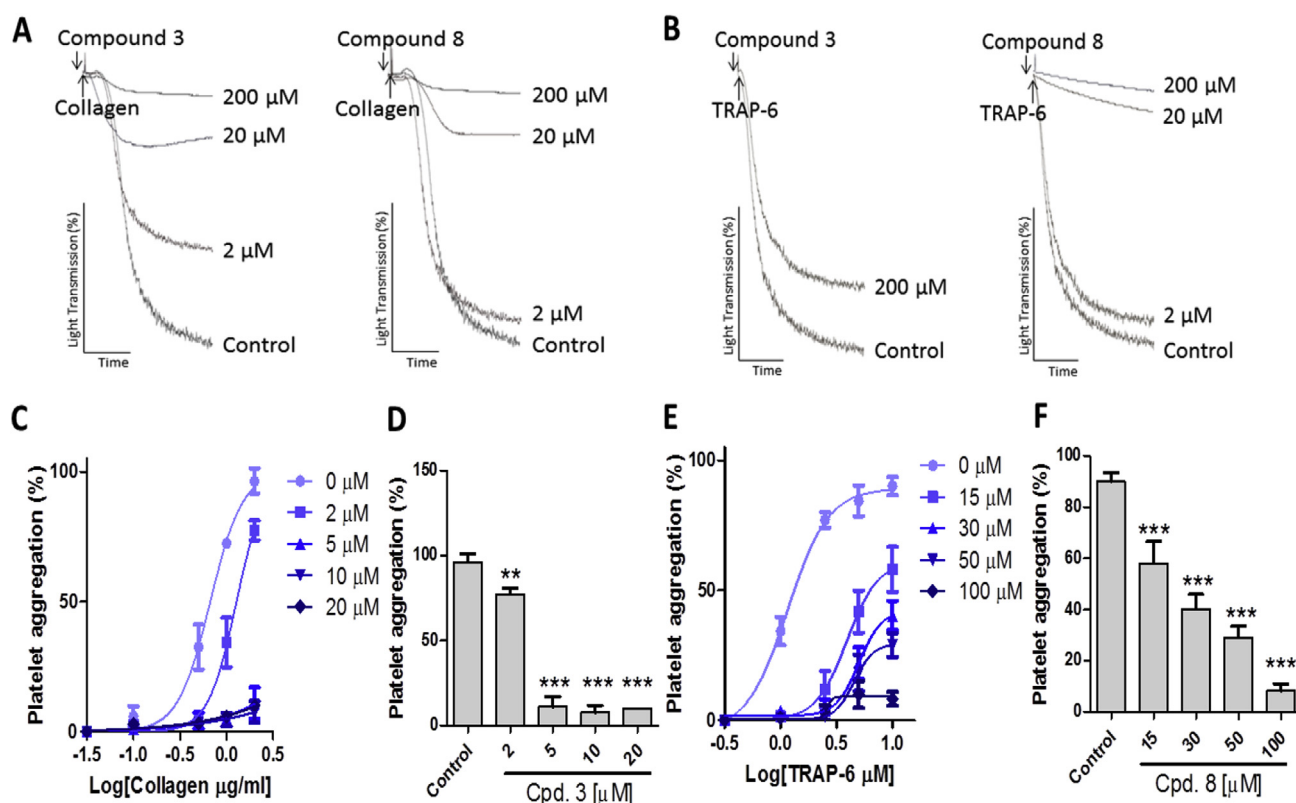 A
Compound 3
Collagen
200 µM
20 µM
2 µM
Control
Light Transmission (%)
Time
Compound 8
Collagen
200 µM
20 µM
2 µM
Control
Light Transmission (%)
Time
B
Compound 3
TRAP-6
200 µM
Control
Light Transmission (%)
Time
Compound 8
TRAP-6
200 µM
20 µM
2 µM
Control
Light Transmission (%)
Time
C
Platelet aggregation (%)
100
50
0
-1.5 -1.0 -0.5 0.0 0.5
Log[Collagen µg/ml]
0 µM
2 µM
5 µM
10 µM
20 µM
D
Platelet aggregation (%)
150
100
50
0
**
*** *** ***
Control 2 5 10 20
Cpd. 3 [µM]
E
Platelet aggregation (%)
100
50
0
-0.5 0.0 0.5 1.0
Log[TRAP-6 µM]
0 µM
15 µM
30 µM
50 µM
100 µM
F
Platelet aggregation (%)
100
80
60
40
20
0
***
***
***
***
Control 15 30 50 100
Cpd. 8 [µM]